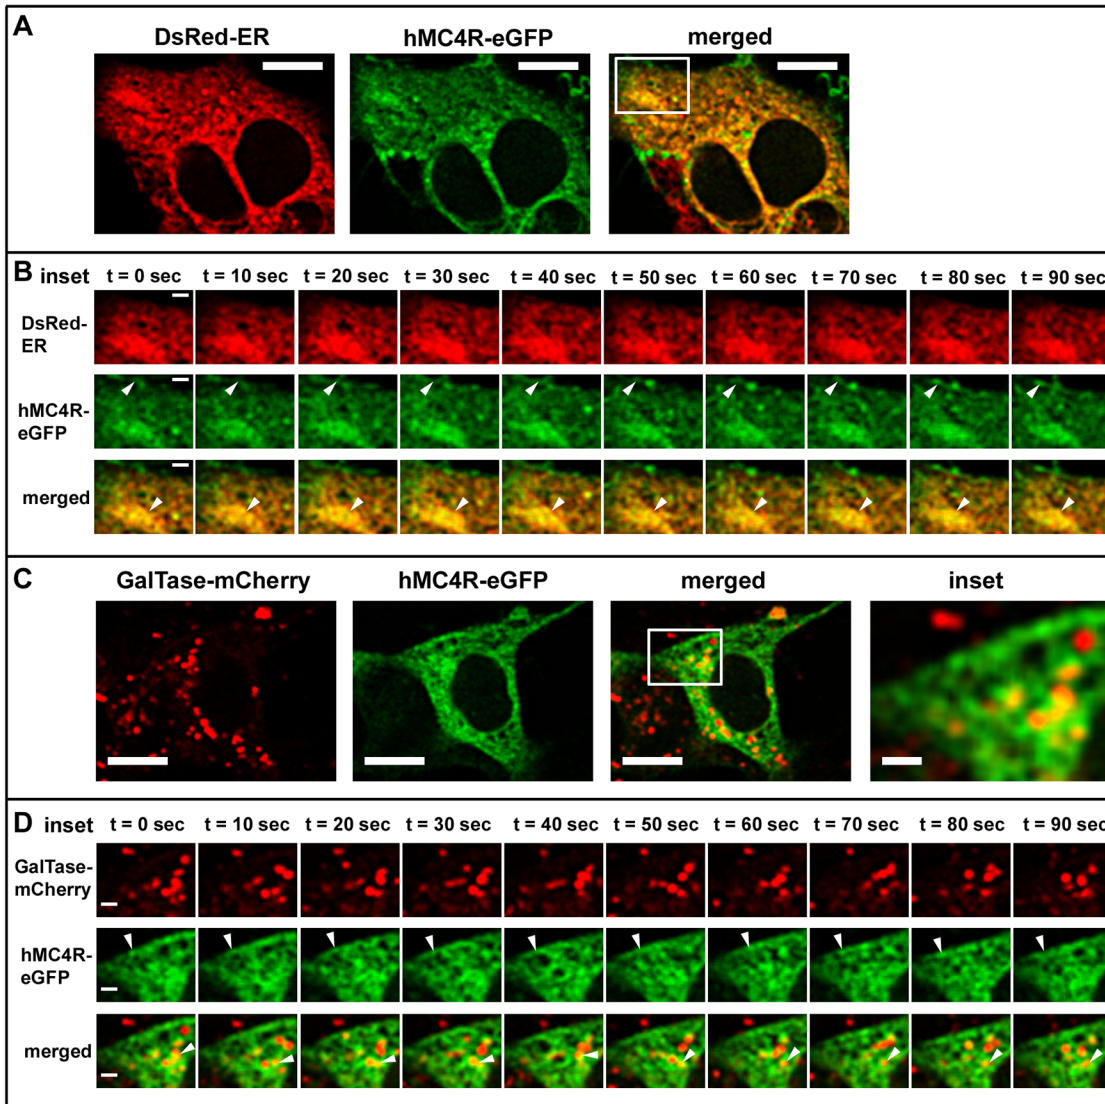 A
DsRed-ER hMC4R-eGFP merged
B inset t = 0 sec t = 10 sec t = 20 sec t = 30 sec t = 40 sec t = 50 sec t = 60 sec t = 70 sec t = 80 sec t = 90 sec
DsRed-
ER
hMC4R-
eGFP
merged
C
GalTase-mCherry hMC4R-eGFP merged inset
D inset t = 0 sec t = 10 sec t = 20 sec t = 30 sec t = 40 sec t = 50 sec t = 60 sec t = 70 sec t = 80 sec t = 90 sec
GalTase-
mCherry
hMC4R-
eGFP
merged